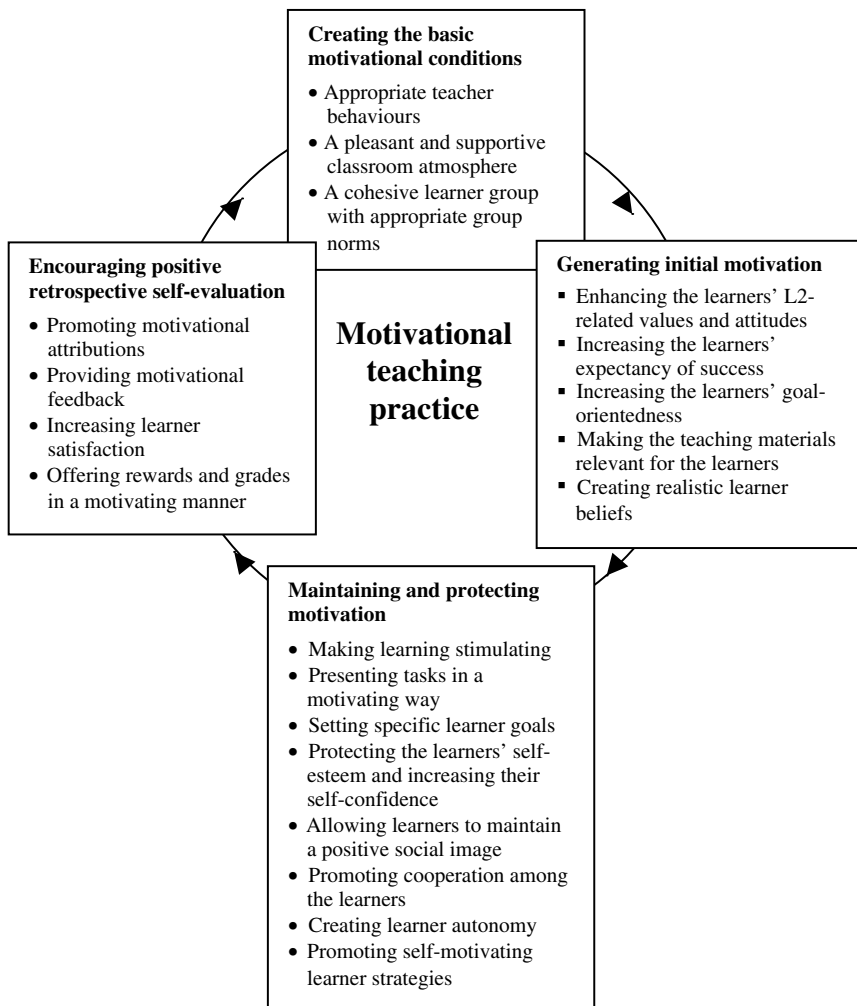 Creating the basic
motivational conditions
• Appropriate teacher
behaviours
• A pleasant and supportive
classroom atmosphere
• A cohesive learner group
with appropriate group
norms
Generating initial motivation
▪ Enhancing the learners’ L2-
related values and attitudes
▪ Increasing the learners’
expectancy of success
▪ Increasing the learners’ goal-
orientedness
▪ Making the teaching materials
relevant for the learners
▪ Creating realistic learner
beliefs
Motivational
teaching
practice
Encouraging positive
retrospective self-evaluation
• Promoting motivational
attributions
• Providing motivational
feedback
• Increasing learner
satisfaction
• Offering rewards and grades
in a motivating manner
Maintaining and protecting
motivation
• Making learning stimulating
• Presenting tasks in a
motivating way
• Setting specific learner goals
• Protecting the learners’ self-
esteem and increasing their
self-confidence
• Allowing learners to maintain
a positive social image
• Promoting cooperation among
the learners
• Creating learner autonomy
• Promoting self-motivating
learner strategies